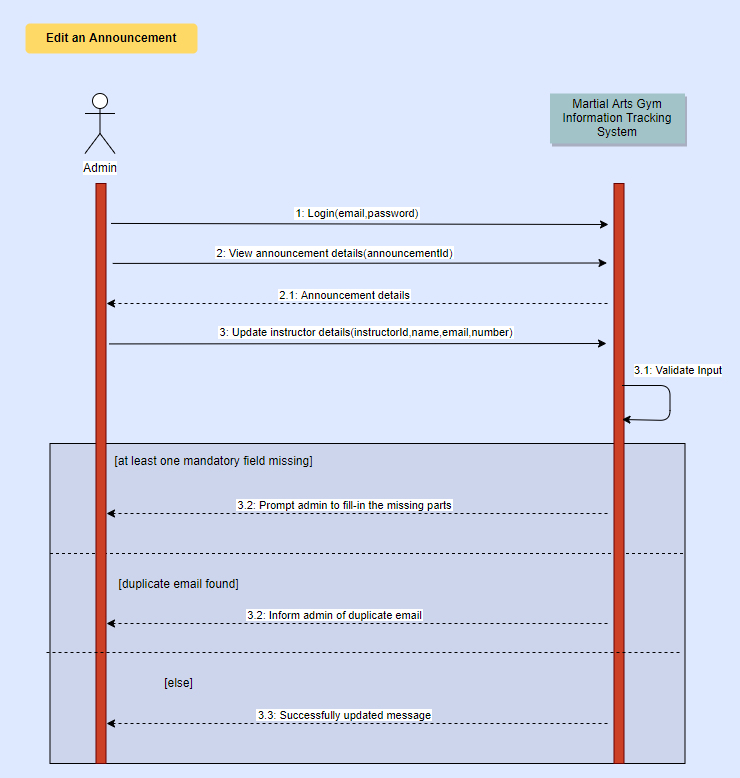 Edit an Announcement
Martial Arts Gym
Information Tracking
System
Admin
1: Login(email,password)
2: View announcement details(announcementId)
2.1: Announcement details
3: Update instructor details(instructorId,name,email,number)
3.1: Validate Input
[at least one mandatory field missing]
3.2: Prompt admin to fill-in the missing parts
[duplicate email found]
3.2: Inform admin of duplicate email
[else]
3.3: Successfully updated message